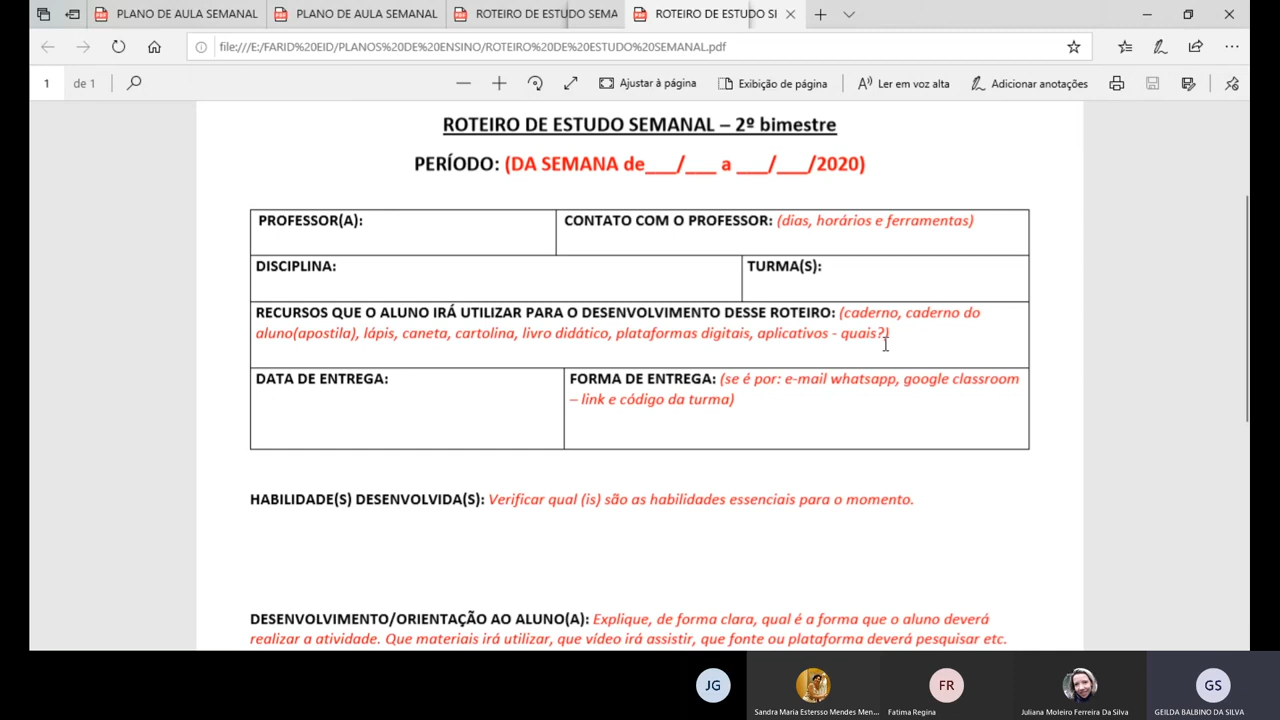 PLANO DE AULA SEMANAL
PLANO DE AULA SEMANAL
ROTEIRO DE ESTUDO SEMA
ROTEIRO DE ESTUDO SI
file:///E:/FARID%20EID/PLANOS%20DE%20ENSINO/ROTEIRO%20DE%20ESTUDO%20SEMANAL.pdf
1 de 1
Ajustar à página
Exibição de página
Ler em voz alta
Adicionar anotações
ROTEIRO DE ESTUDO SEMANAL – 2º bimestre
PERÍODO: (DA SEMANA de___/___ a ___/___/2020)
PROFESSOR(A):
CONTATO COM O PROFESSOR: (dias, horários e ferramentas)
DISCIPLINA:
TURMA(S):
RECURSOS QUE O ALUNO IRÁ UTILIZAR PARA O DESENVOLVIMENTO DESSE ROTEIRO: (caderno, caderno do
aluno(apostila), lápis, caneta, cartolina, livro didático, plataformas digitais, aplicativos - quais?)
DATA DE ENTREGA:
FORMA DE ENTREGA: (se é por: e-mail whatsapp, google classroom
– link e código da turma)
HABILIDADE(S) DESENVOLVIDA(S): Verificar qual (is) são as habilidades essenciais para o momento.
DESENVOLVIMENTO/ORIENTAÇÃO AO ALUNO(A): Explique, de forma clara, qual é a forma que o aluno deverá
realizar a atividade. Que materiais irá utilizar, que vídeo irá assistir, que fonte ou plataforma deverá pesquisar etc.
JG
FR
GS
Sandra Maria Estersso Mendes Men...
Fatima Regina
Juliana Moleiro Ferreira Da Silva
GEILDA BALBINO DA SILVA